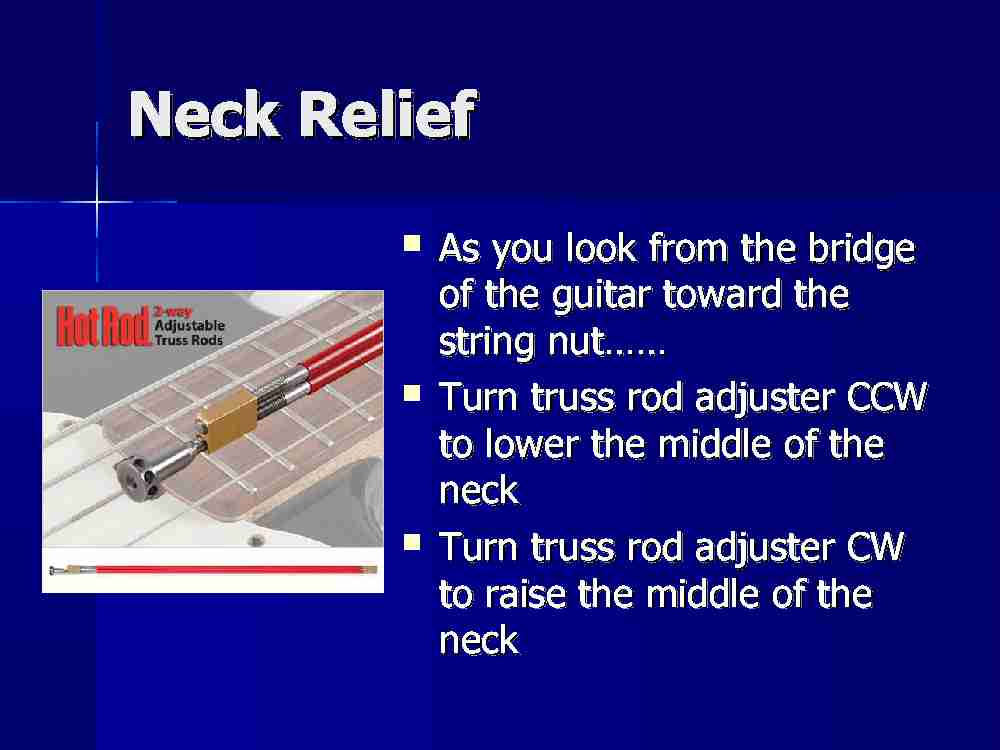 Neck Relief
As you look from the bridge
of the guitar toward the
string nut......
Turn truss rod adjuster CCW
to lower the middle of the
neck
Turn truss rod adjuster CW
to raise the middle of the
neck
Hot Rod 2-way
Adjustable
Truss Rods